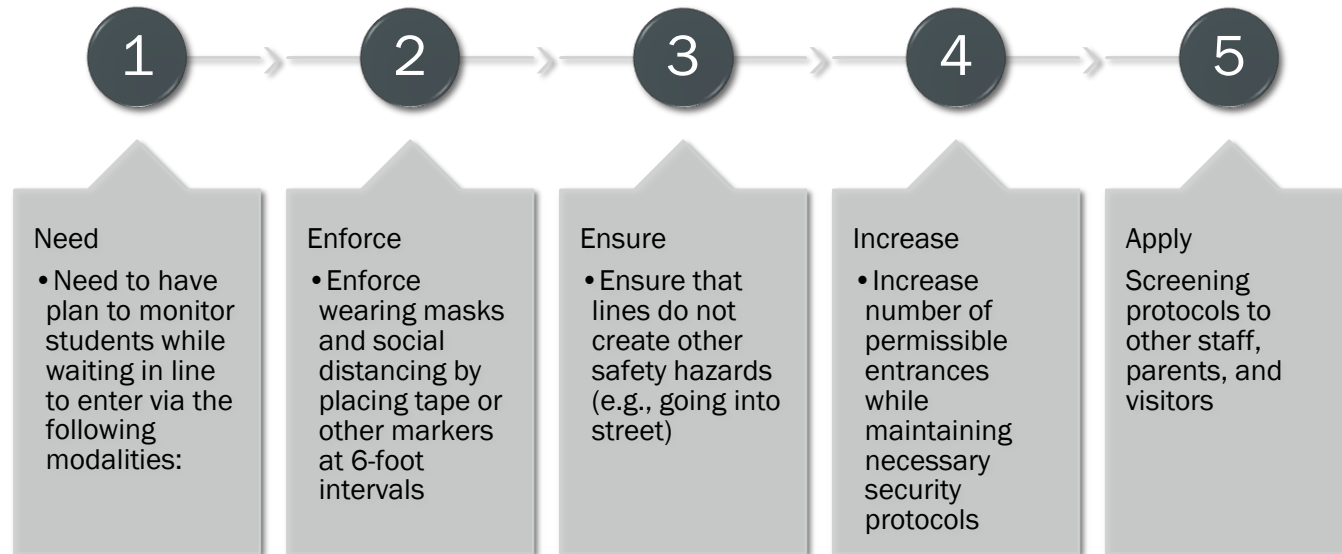 1
2
3
4
5
Need
•Need to have
plan to monitor
students while
waiting in line
to enter via the
following
modalities:
Enforce
•Enforce
wearing masks
and social
distancing by
placing tape or
other markers
at 6-foot
intervals
Ensure
•Ensure that
lines do not
create other
safety hazards
(e.g., going into
street)
Increase
•Increase
number of
permissible
entrances
while
maintaining
necessary
security
protocols
Apply
Screening
protocols to
other staff,
parents, and
visitors